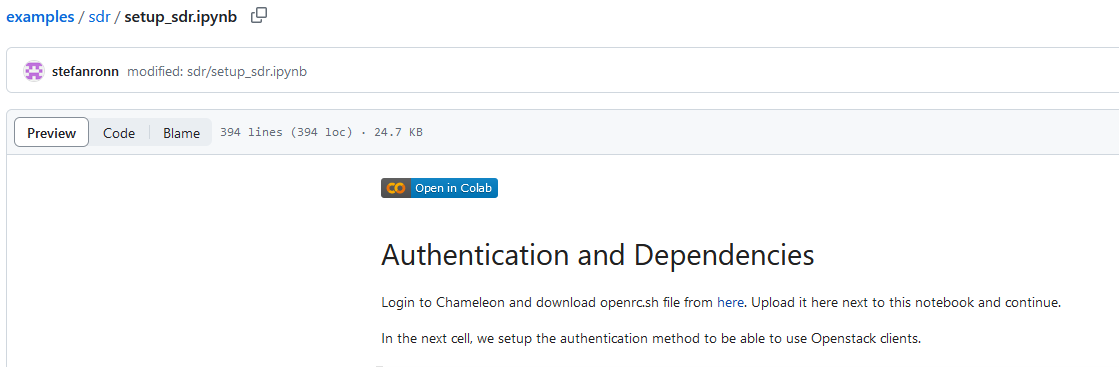 examples / sdr / setup_sdr.ipynb
stefanronn modified: sdr/setup_sdr.ipynb
Preview Code Blame 394 lines (394 loc) · 24.7 KB
Open in Colab
Authentication and Dependencies
Login to Chameleon and download openrc.sh file from here. Upload it here next to this notebook and continue.
In the next cell, we setup the authentication method to be able to use Openstack clients.